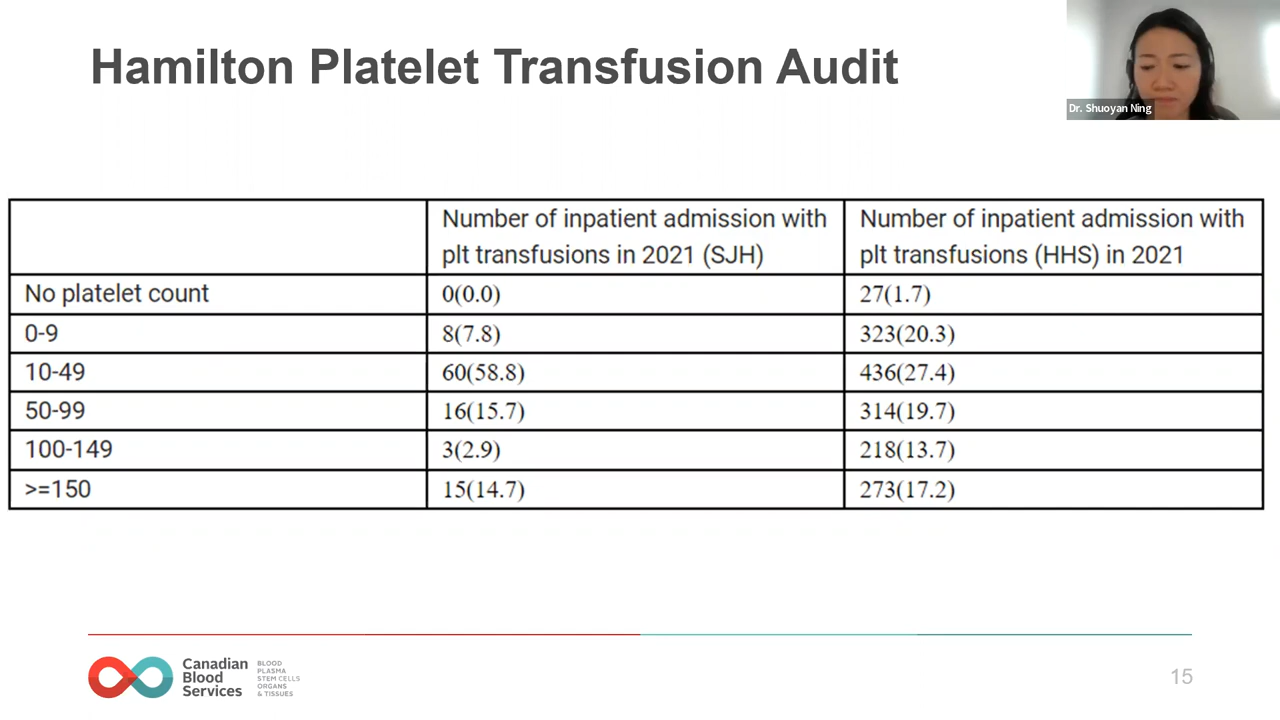 Hamilton Platelet Transfusion Audit
Dr. Shuoyan Ning
Number of inpatient admission with
plt transfusions in 2021 (SJH)
Number of inpatient admission with
plt transfusions (HHS) in 2021
No platelet count 0(0.0) 27(1.7)
0-9 8(7.8) 323(20.3)
10-49 60(58.8) 436(27.4)
50-99 16(15.7) 314(19.7)
100-149 3(2.9) 218(13.7)
>=150 15(14.7) 273(17.2)
Canadian
Blood
Services
BLOOD
PLASMA
STEM CELLS
ORGANS
& TISSUES
15